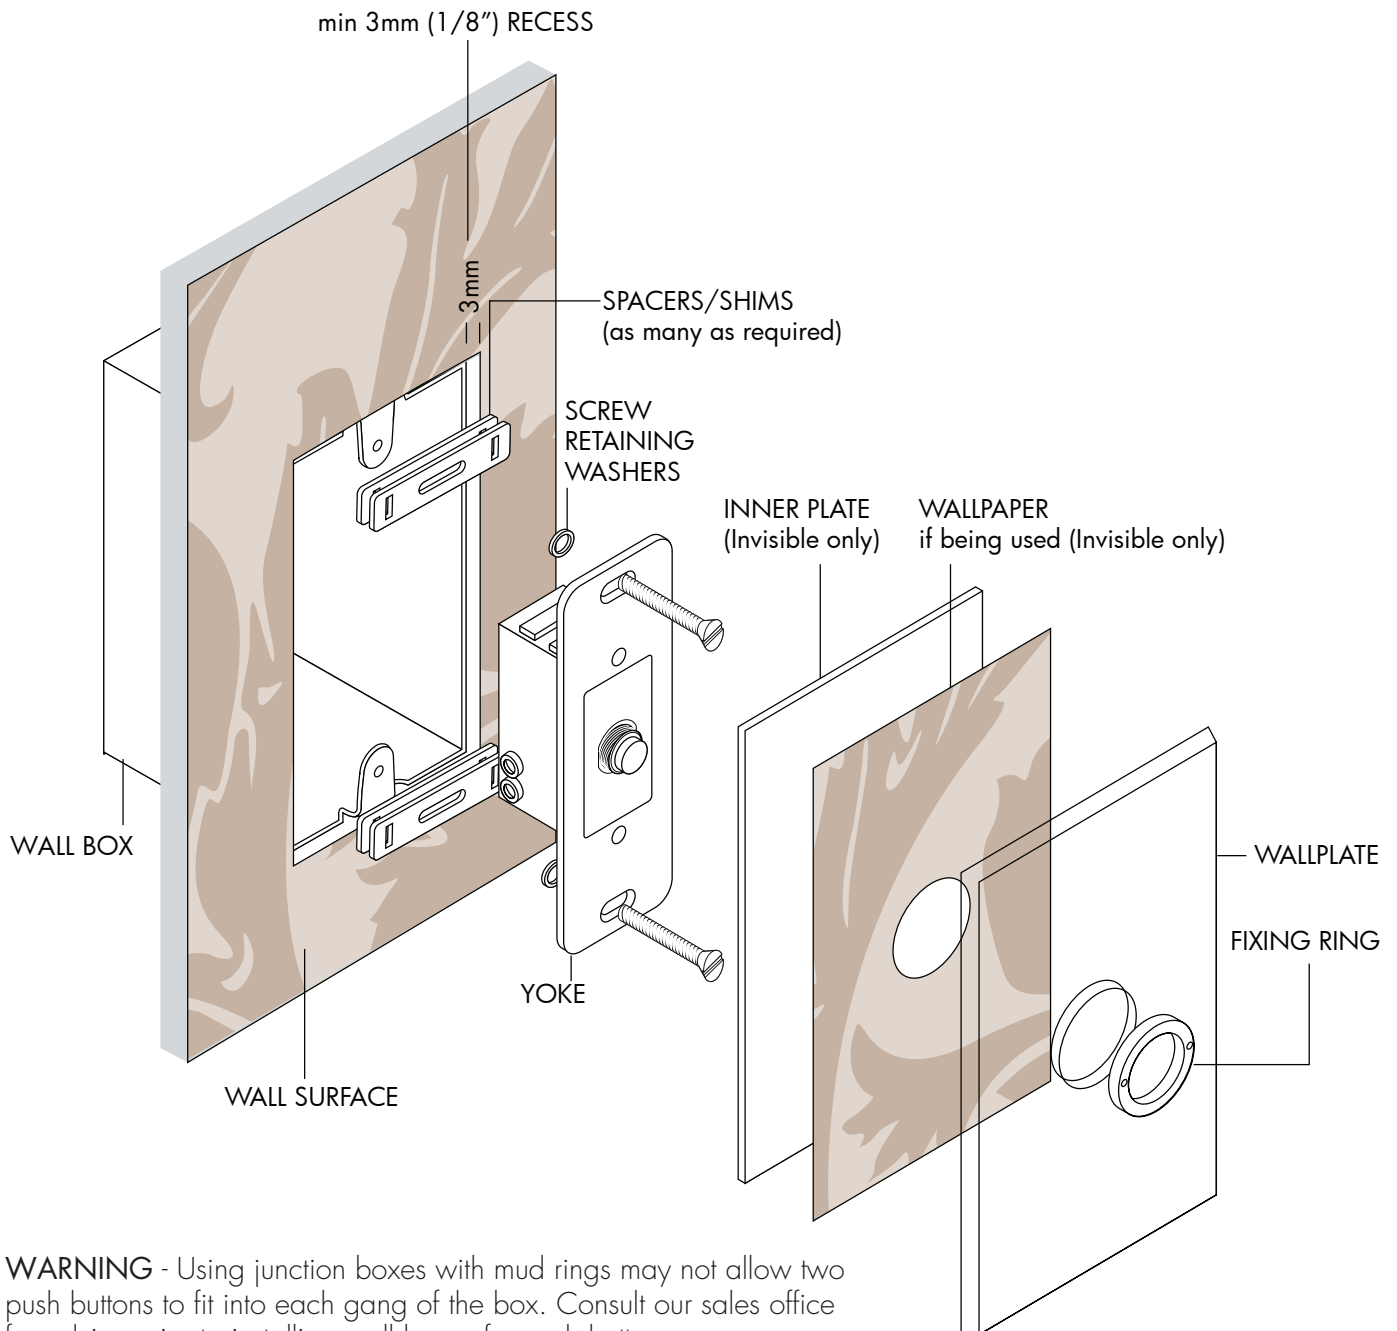 min 3mm (1/8”) RECESS
3mm
SPACERS/SHIMS
(as many as required)
SCREW
RETAINING
WASHERS
INNER PLATE
(Invisible only)
WALLPAPER
if being used (Invisible only)
WALL BOX
WALLPLATE
FIXING RING
YOKE
WALL SURFACE
WARNING - Using junction boxes with mud rings may not allow two
push buttons to fit into each gang of the box. Consult our sales office